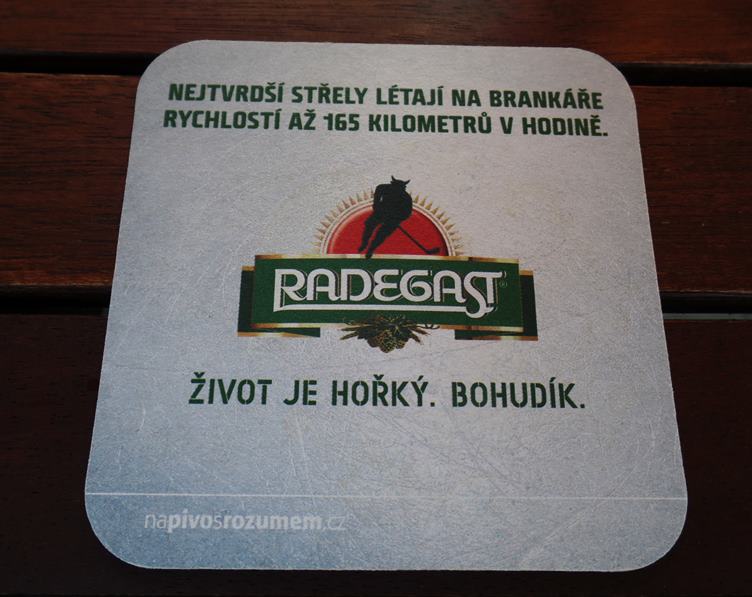 NEJTVRDŠÍ STŘELY LÉTAJÍ NA BRANKÁŘE
RYCHLOSTÍ AŽ 165 KILOMETRŮ V HODINĚ.
RADEGAST®
ŽIVOT JE HOŘKÝ. BOHUDÍK.
napivosrozumem.cz